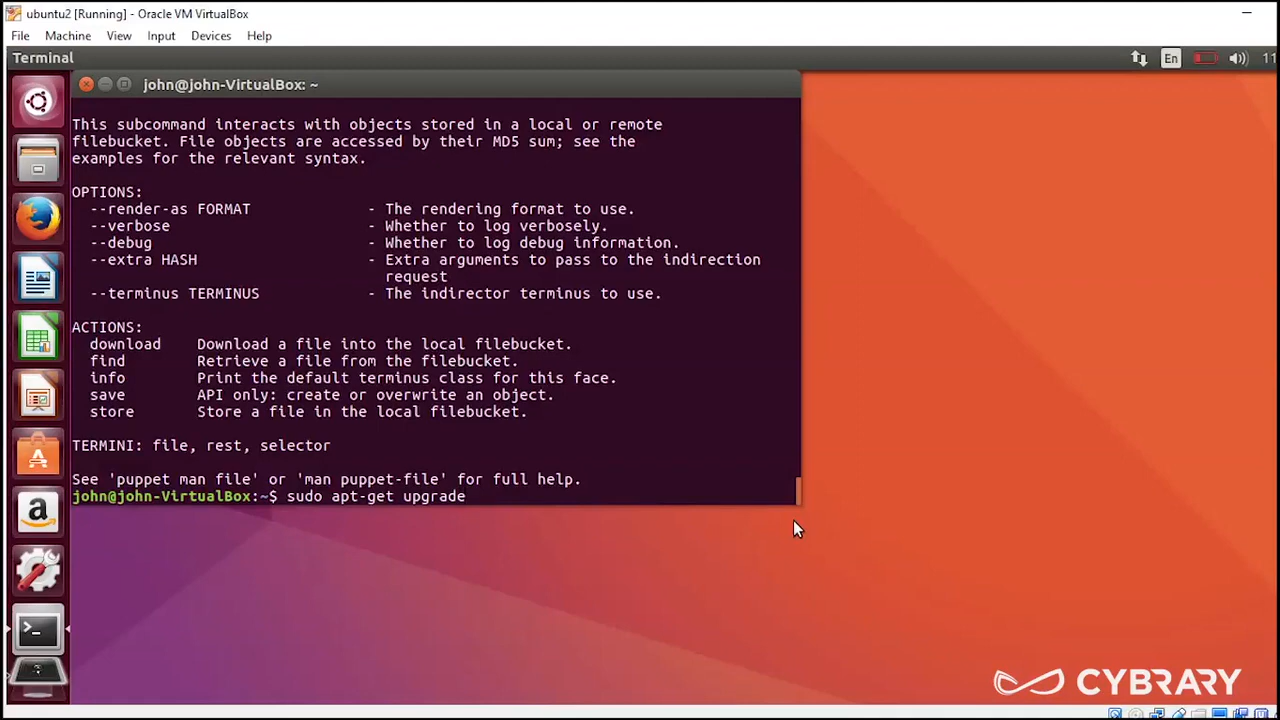 ubuntu2 [Running] - Oracle VM VirtualBox
File Machine View Input Devices Help
Terminal
En
11
john@john-VirtualBox: ~
This subcommand interacts with objects stored in a local or remote
filebucket. File objects are accessed by their MD5 sum; see the
examples for the relevant syntax.
OPTIONS:
--render-as FORMAT - The rendering format to use.
--verbose - Whether to log verbosely.
--debug - Whether to log debug information.
--extra HASH - Extra arguments to pass to the indirection
request
--terminus TERMINUS - The indirector terminus to use.
ACTIONS:
download Download a file into the local filebucket.
find Retrieve a file from the filebucket.
info Print the default terminus class for this face.
save API only: create or overwrite an object.
store Store a file in the local filebucket.
TERMINI: file, rest, selector
See 'puppet man file' or 'man puppet-file' for full help.
john@john-VirtualBox:~$ sudo apt-get upgrade
CYBRARY